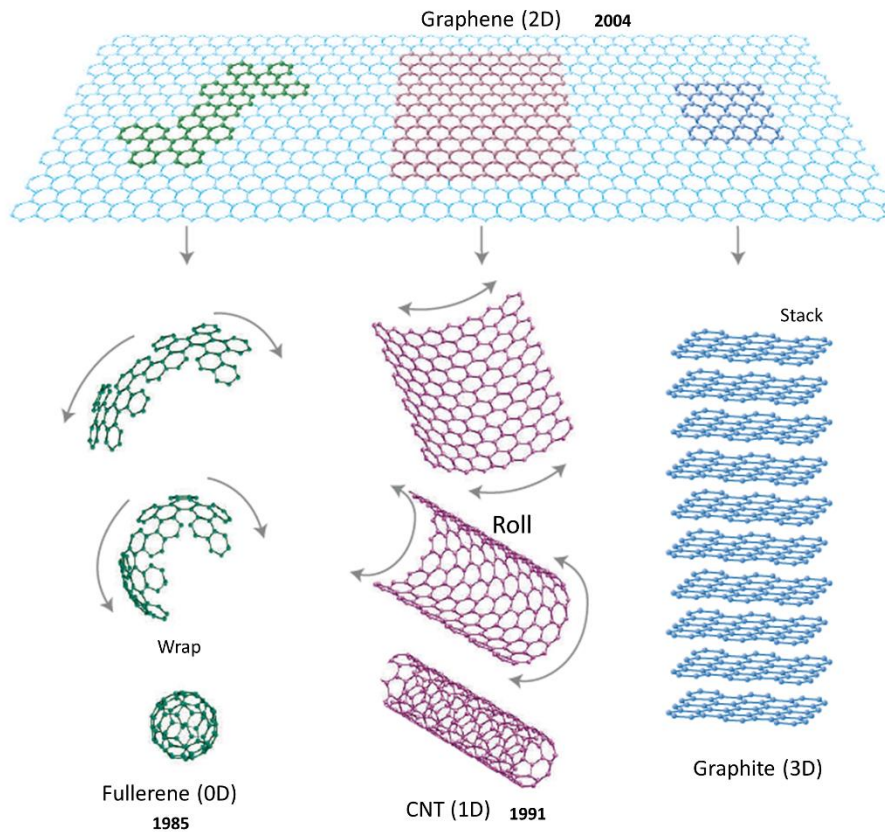 Graphene (2D) 2004
Stack
Roll
Wrap
Fullerene (0D)
1985
CNT (1D) 1991
Graphite (3D)